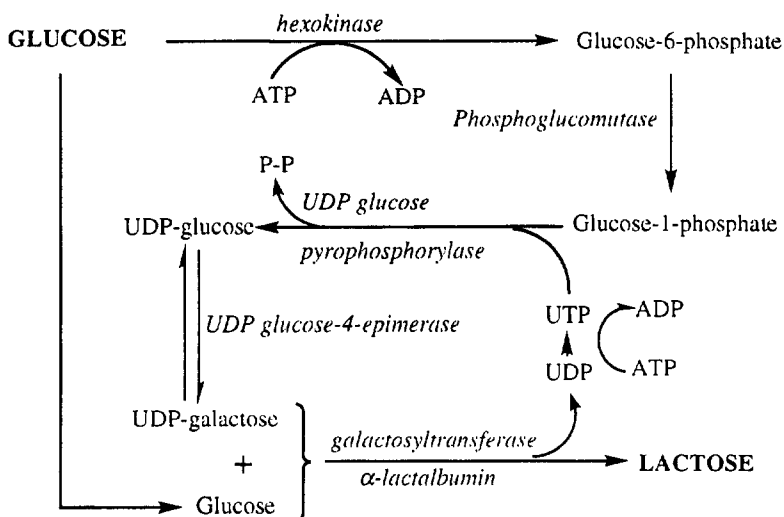 hexokinase
GLUCOSE
Glucose-6-phosphate
ATP
ADP
Phosphoglucomutase
P-P
UDP glucose
UDP-glucose
Glucose-1-phosphate
pyrophosphorylase
UTP
ADP
UDP glucose-4-epimerase
UDP
ATP
UDP-galactose
galactosyltransferase
+
LACTOSE
α-lactalbumin
Glucose